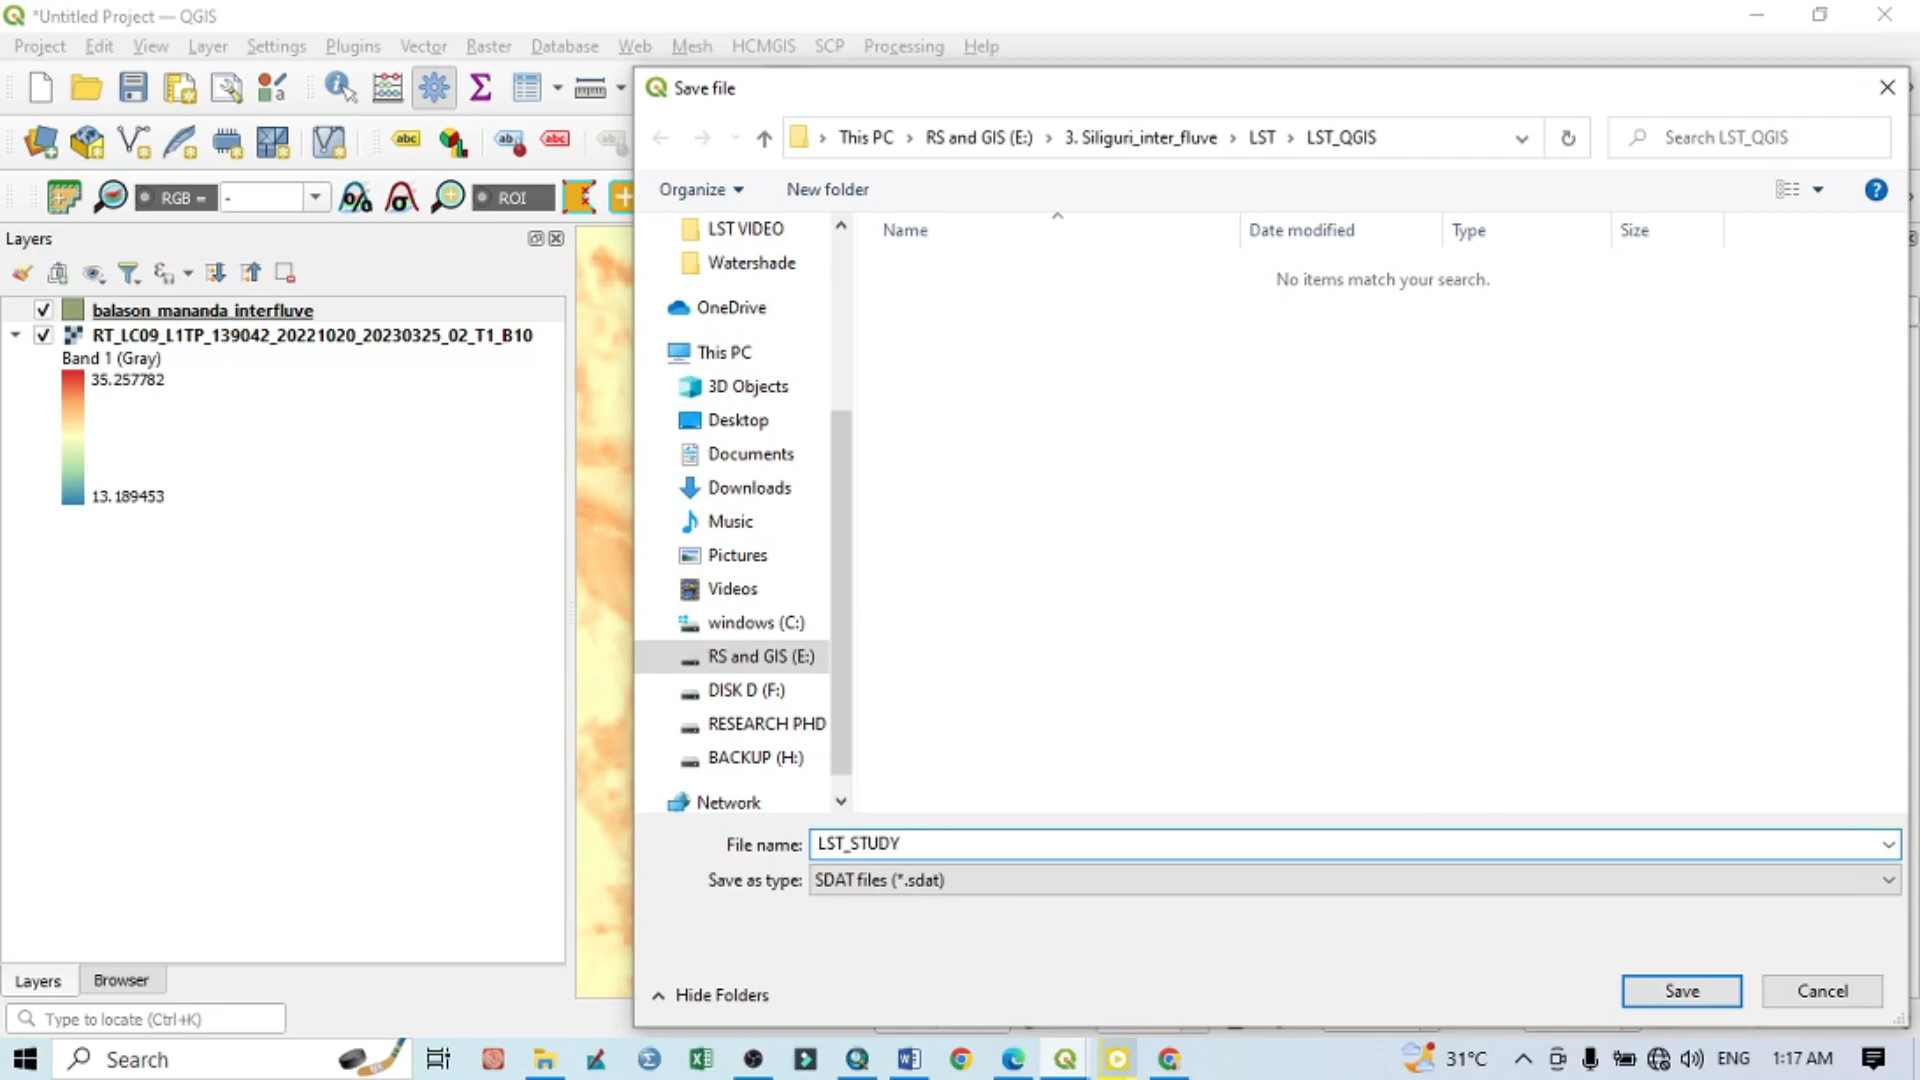 *Untitled Project — QGIS
Project Edit View Layer Settings Plugins Vector Raster Database Web Mesh HCMGIS SCP Processing Help
abc abc abc
RGB = - ROI
Layers
balason_mananda_interfluve
RT_LC09_L1TP_139042_20221020_20230325_02_T1_B10
Band 1 (Gray)
35.257782
13.189453
Layers Browser
Type to locate (Ctrl+K)
Save file
This PC RS and GIS (E:) 3. Siliguri_inter_fluve LST LST_QGIS
Search LST_QGIS
Organize New folder
Name Date modified Type Size
No items match your search.
LST VIDEO
Watershade
OneDrive
This PC
3D Objects
Desktop
Documents
Downloads
Music
Pictures
Videos
windows (C:)
RS and GIS (E:)
DISK D (F:)
RESEARCH PHD
BACKUP (H:)
Network
File name: LST_STUDY
Save as type: SDAT files (*.sdat)
Hide Folders
Save Cancel
Search
31°C ENG 1:17 AM